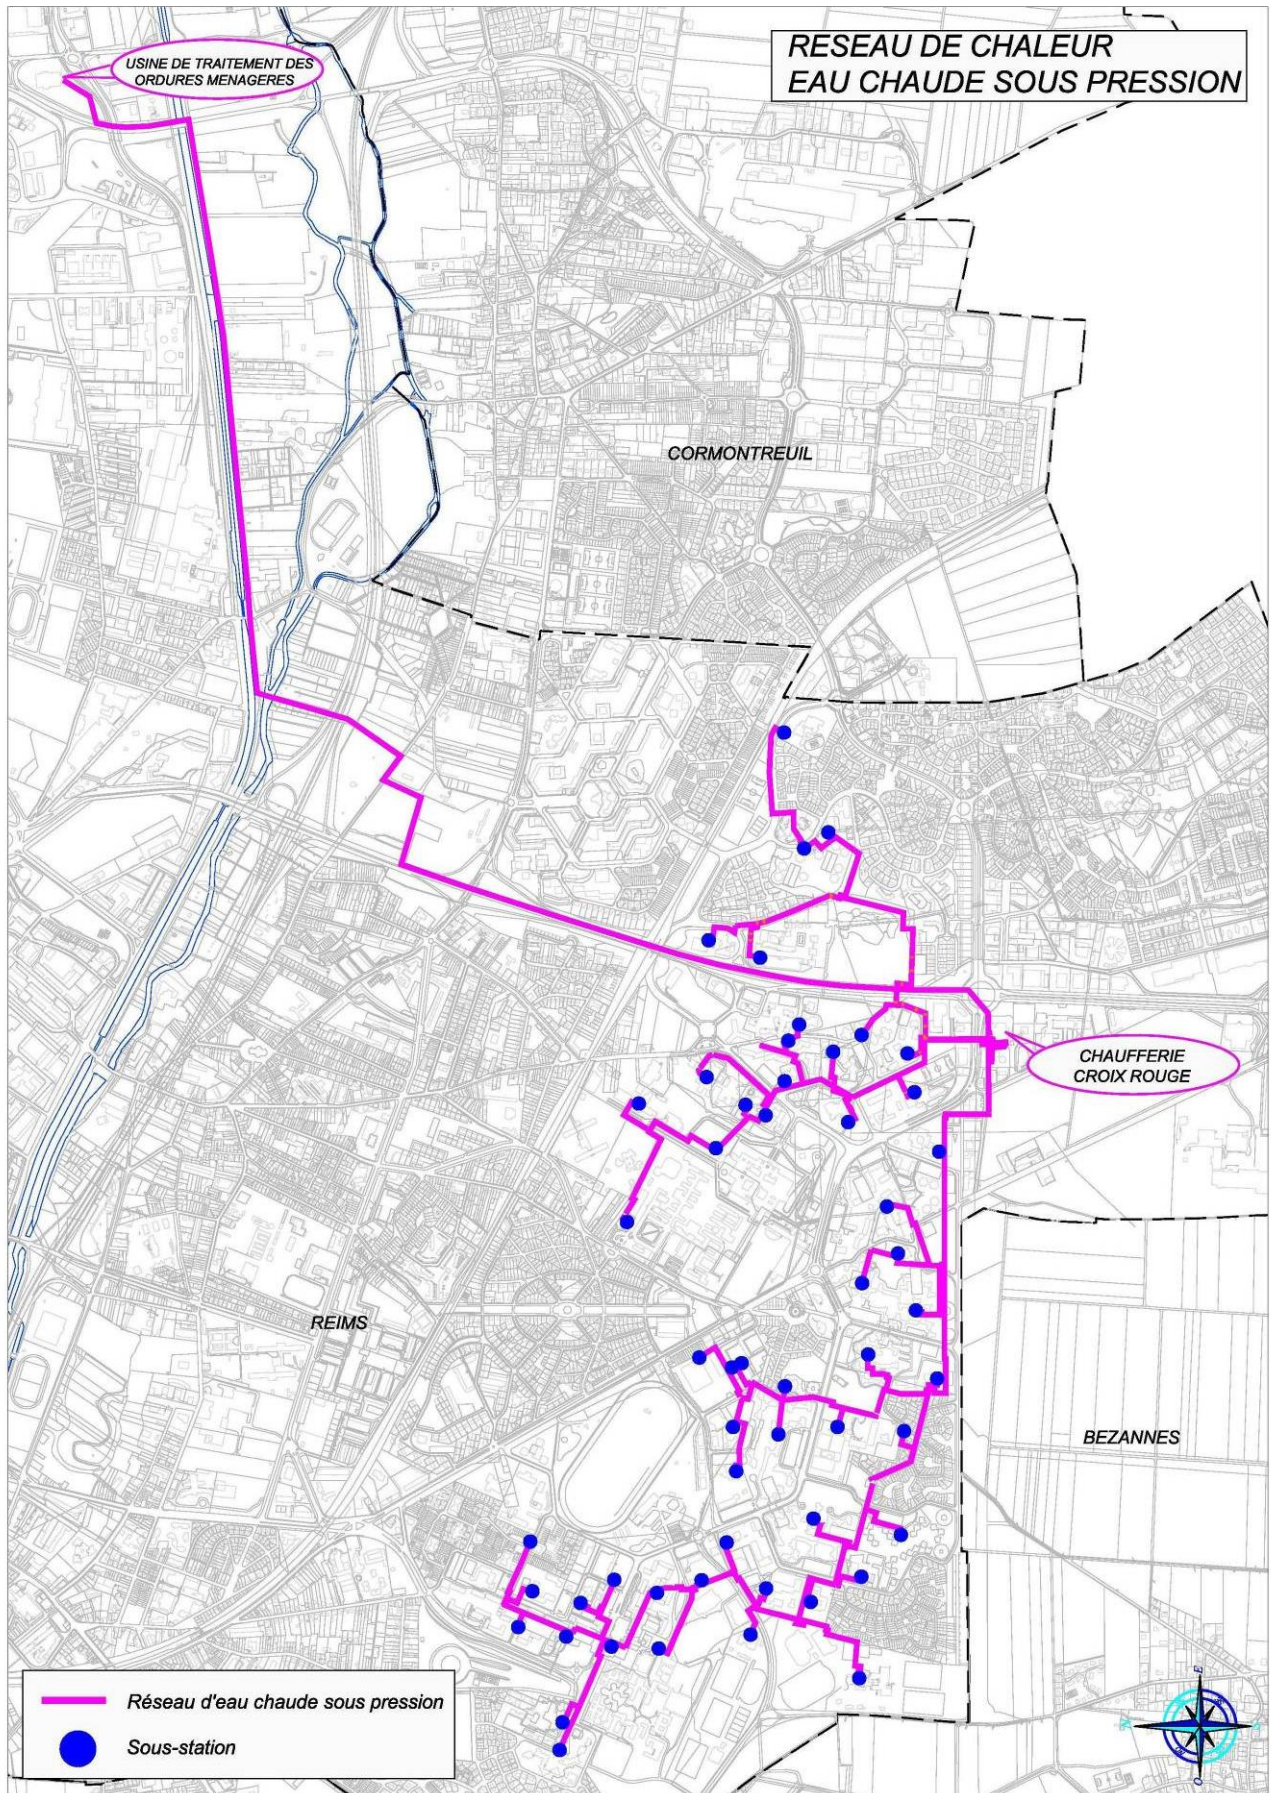 RESEAU DE CHALEUR
EAU CHAUDE SOUS PRESSION
USINE DE TRAITEMENT DES
ORDURES MENAGERES
CORMONTREUIL
CHAUFFERIE
CROIX ROUGE
REIMS
BEZANNES
Réseau d'eau chaude sous pression
Sous-station
E
N
S
O